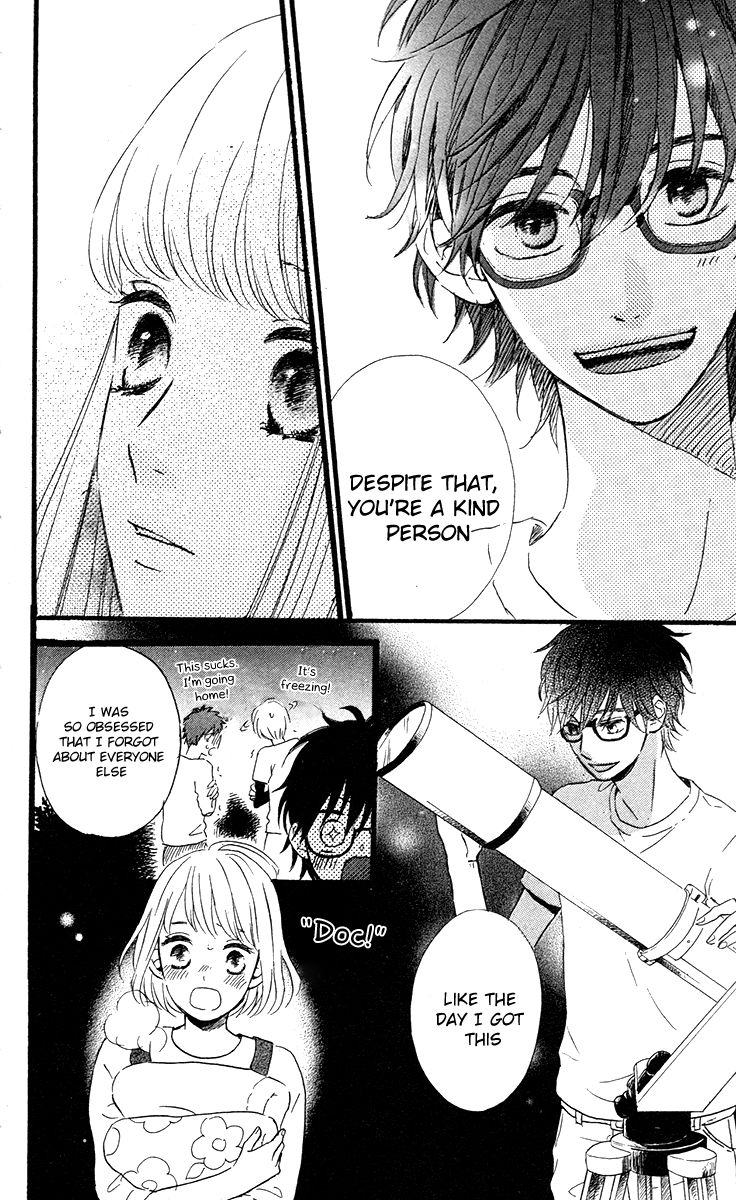 DESPITE THAT,
YOU'RE A KIND
PERSON
LIKE THE
DAY I GOT
THIS
It's
freezing!
This sucks.
I'm going
home!
I WAS
SO OBSESSED
THAT I FORGOT
ABOUT EVERYONE
ELSE
"Doc!"